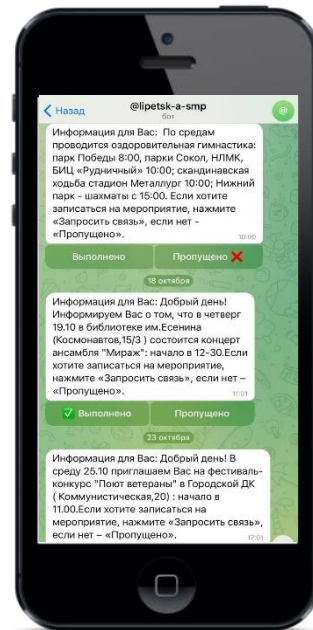 Назад
@lipetsk-a-smp
бот
@
Информация для Вас:  По средам
проводится оздоровительная гимнастика:
парк Победы 8:00, парки Сокол, НЛМК,
БИЦ «Рудничный» 10:00; скандинавская
ходьба стадион Металлург 10:00; Нижний
парк - шахматы с 15:00. Если хотите
записаться на мероприятие, нажмите
«Запросить связь», если нет -
«Пропущено».
10:00
Выполнено Пропущено ❌
18 октября
Информация для Вас: Добрый день!
Информируем Вас о том, что в четверг
19.10 в библиотеке им.Есенина
(Космонавтов,15/3 ) состоится концерт
ансамбля "Мираж": начало в 12-30.Если
хотите записаться на мероприятие,
нажмите «Запросить связь», если нет –
«Пропущено».
11:01
✅ Выполнено Пропущено
23 октября
Информация для Вас: Добрый день! В
среду 25.10 приглашаем Вас на фестиваль-
конкурс "Поют ветераны" в Городской ДК
( Коммунистическая,20) : начало в
11.00.Если хотите записаться на
мероприятие, нажмите «Запросить связь»,
если нет – «Пропущено».
17:01